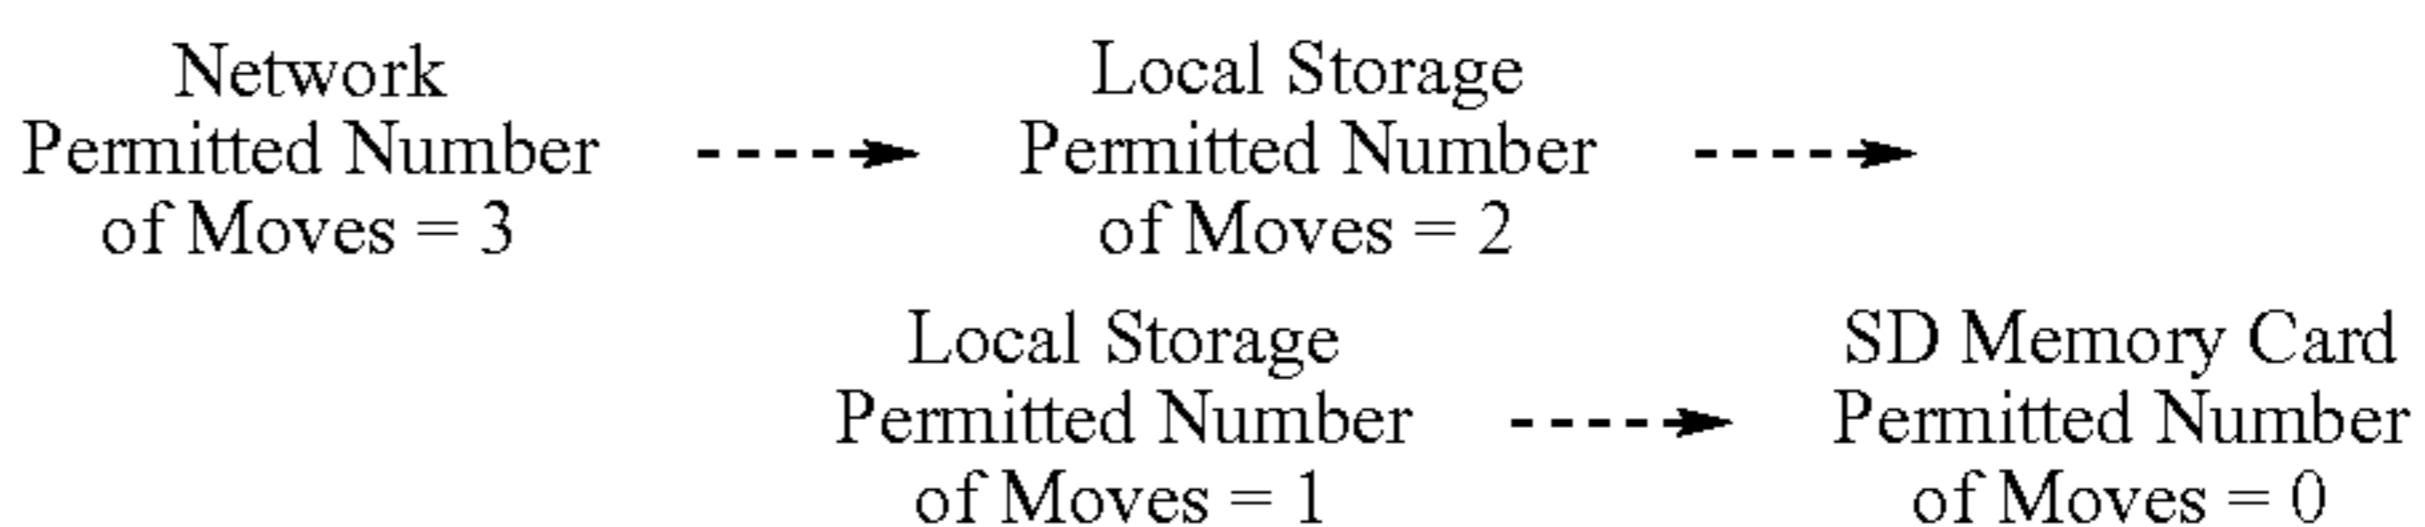 Network
Permitted Number
of Moves = 3
Local Storage
Permitted Number
of Moves = 2
Local Storage
Permitted Number
of Moves = 1
SD Memory Card
Permitted Number
of Moves = 0